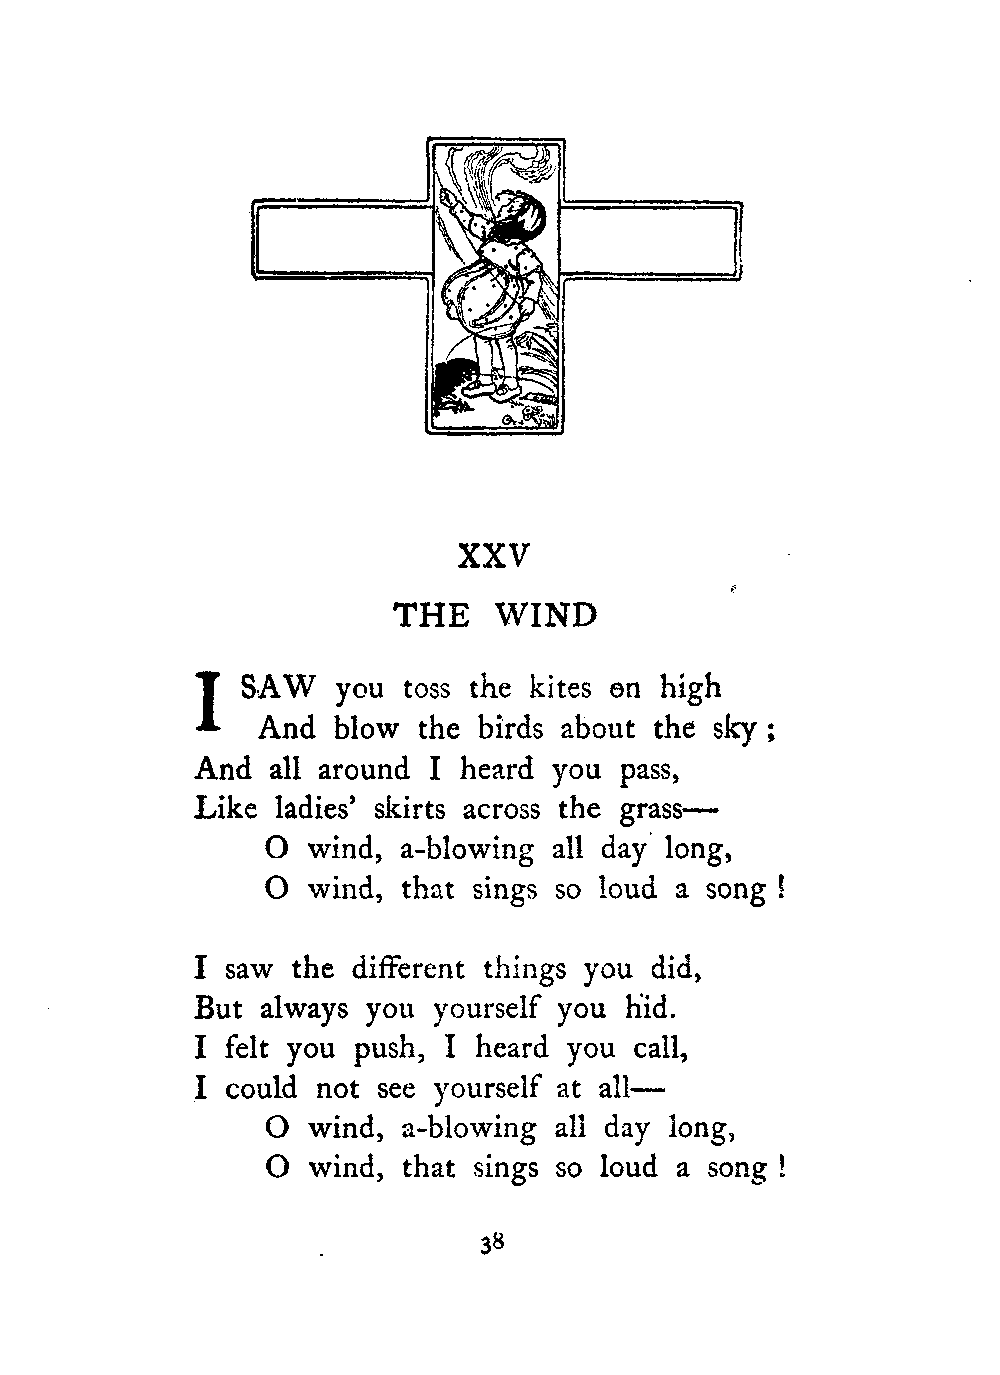 XXV
THE WIND
I SAW you toss the kites on high
And blow the birds about the sky ;
And all around I heard you pass,
Like ladies' skirts across the grass—
O wind, a-blowing all day long,
O wind, that sings so loud a song !
I saw the different things you did,
But always you yourself you hid.
I felt you push, I heard you call,
I could not see yourself at all—
O wind, a-blowing all day long,
O wind, that sings so loud a song !
38